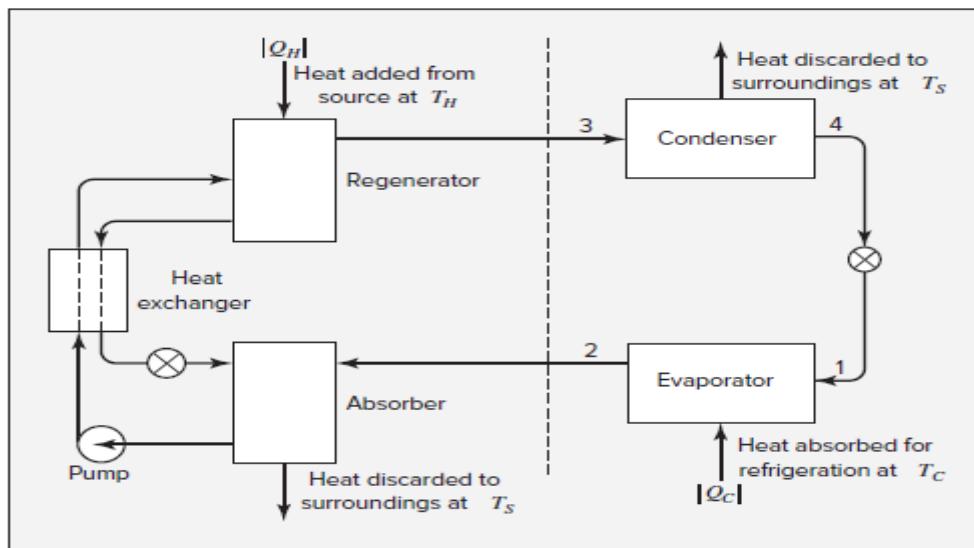 |Q_H|
Heat added from
source at T_H
Heat discarded to
surroundings at T_S
3
Condenser
4
Regenerator
Heat
exchanger
2
1
Evaporator
Absorber
Pump
Heat discarded to
surroundings at T_S
Heat absorbed for
refrigeration at T_C
|Q_C|